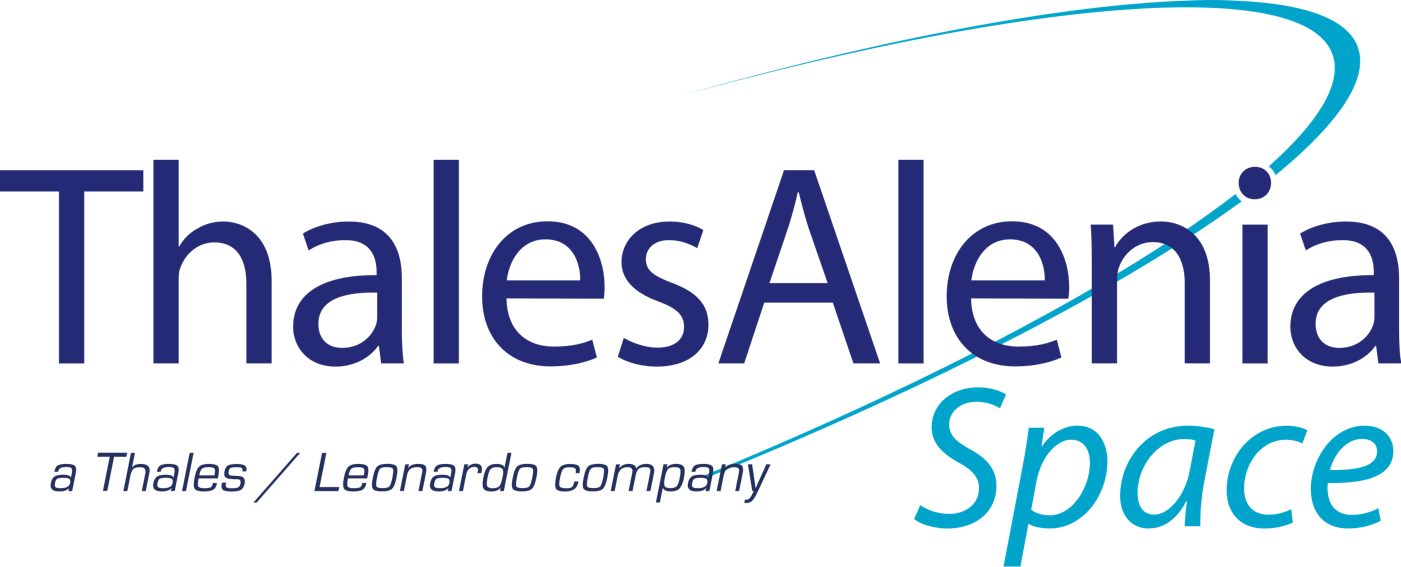 ThalesAlenia
Space
a Thales / Leonardo company